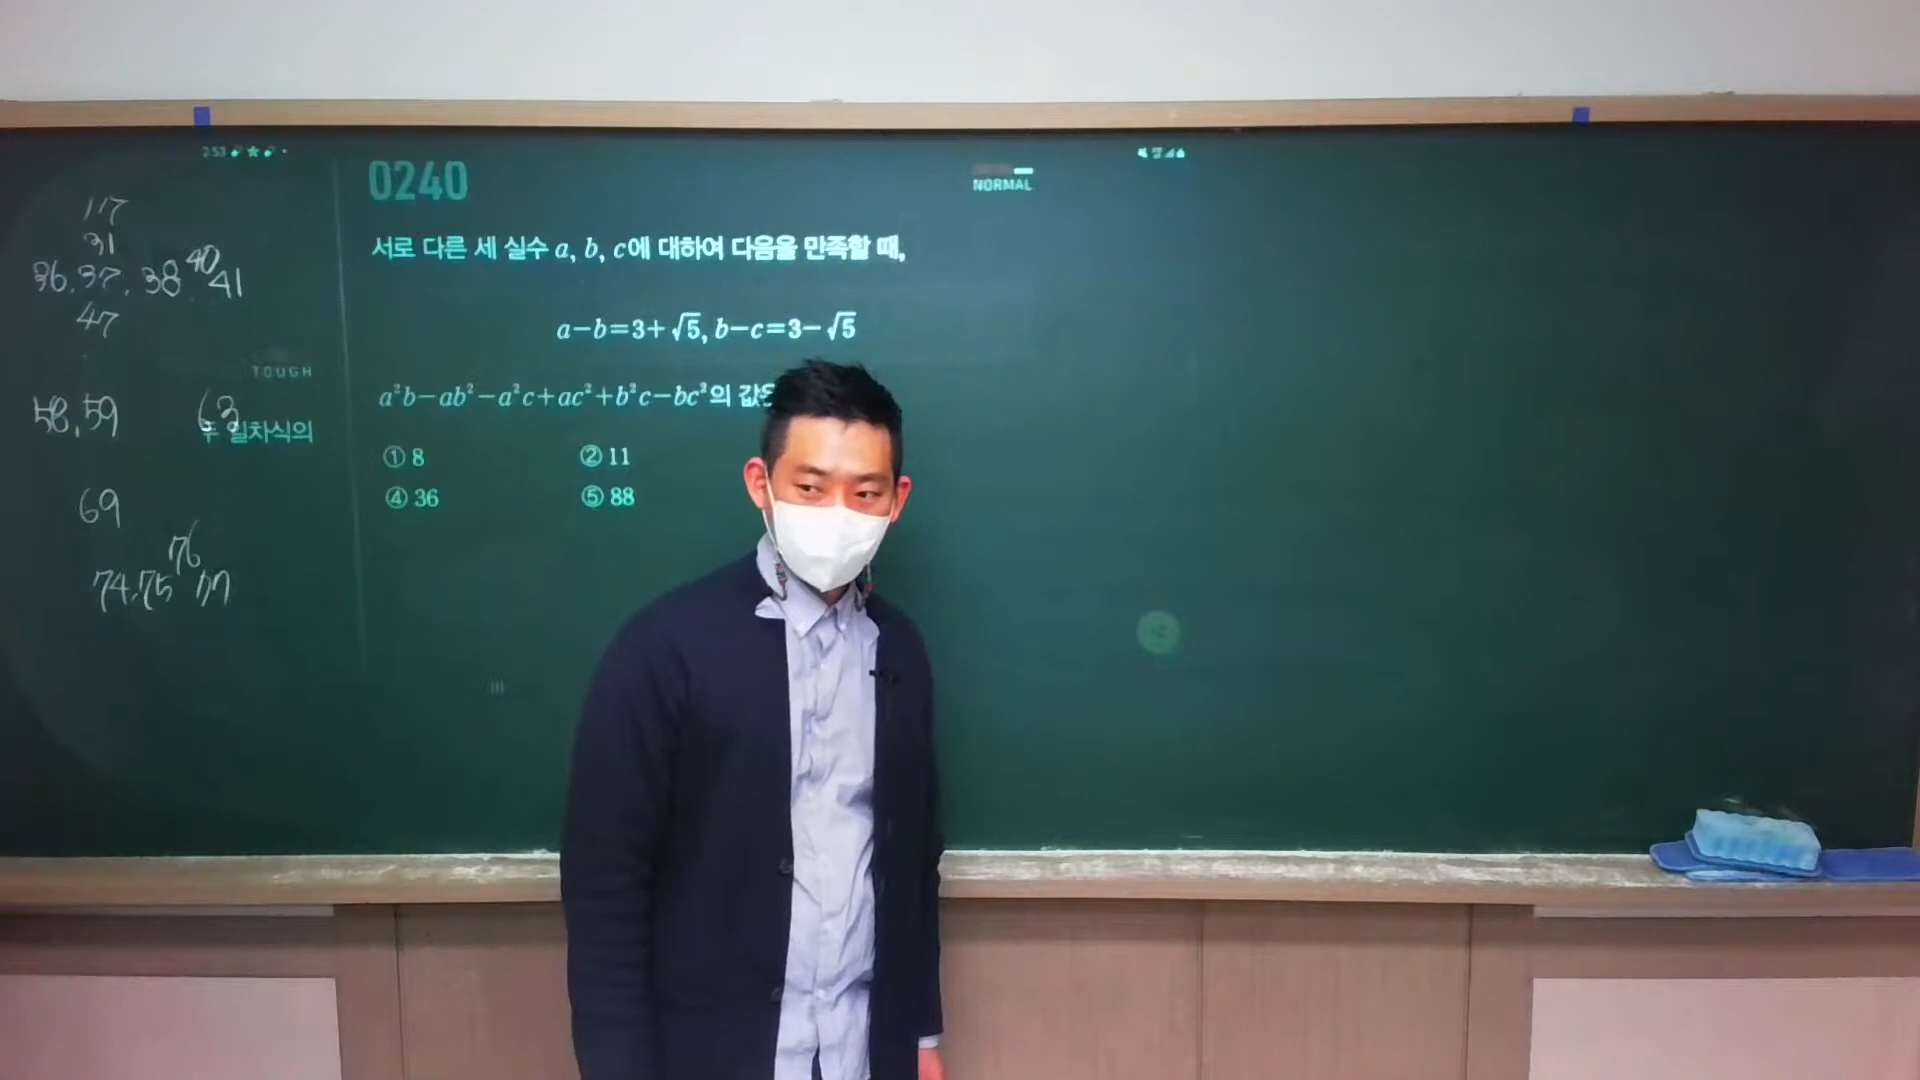 2:53
117
31
36, 37, 38 40 41
47
TOUGH
58, 59 63
일차식의
69
76
74, 75 77
0240
NORMAL
서로 다른 세 실수 a, b, c에 대하여 다음을 만족할 때,
a-b=3+√5, b-c=3-√5
a²b-ab²-a²c+ac²+b²c-bc²의 값은
① 8 ② 11
④ 36 ⑤ 88